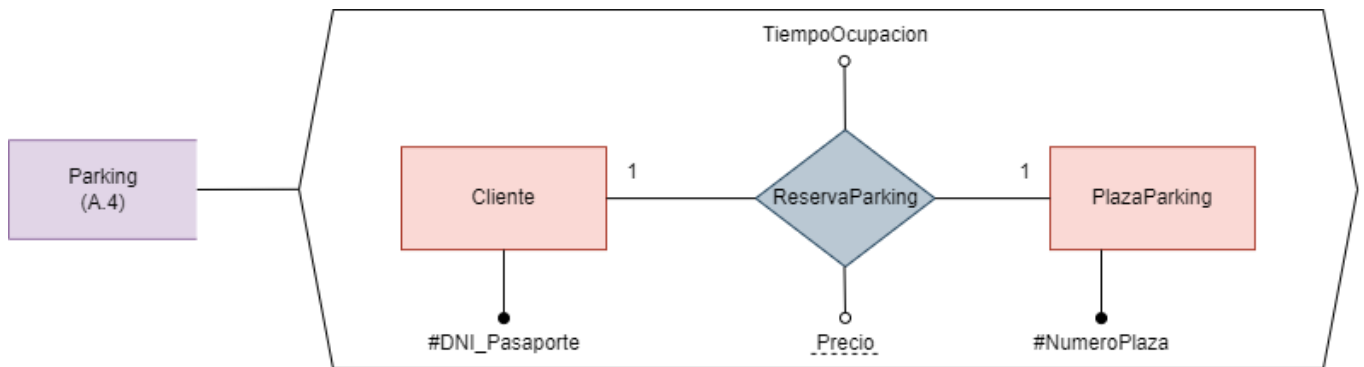 TiempoOcupacion
Parking
(A.4)
Cliente
1
ReservaParking
1
PlazaParking
#DNI_Pasaporte
Precio
#NumeroPlaza